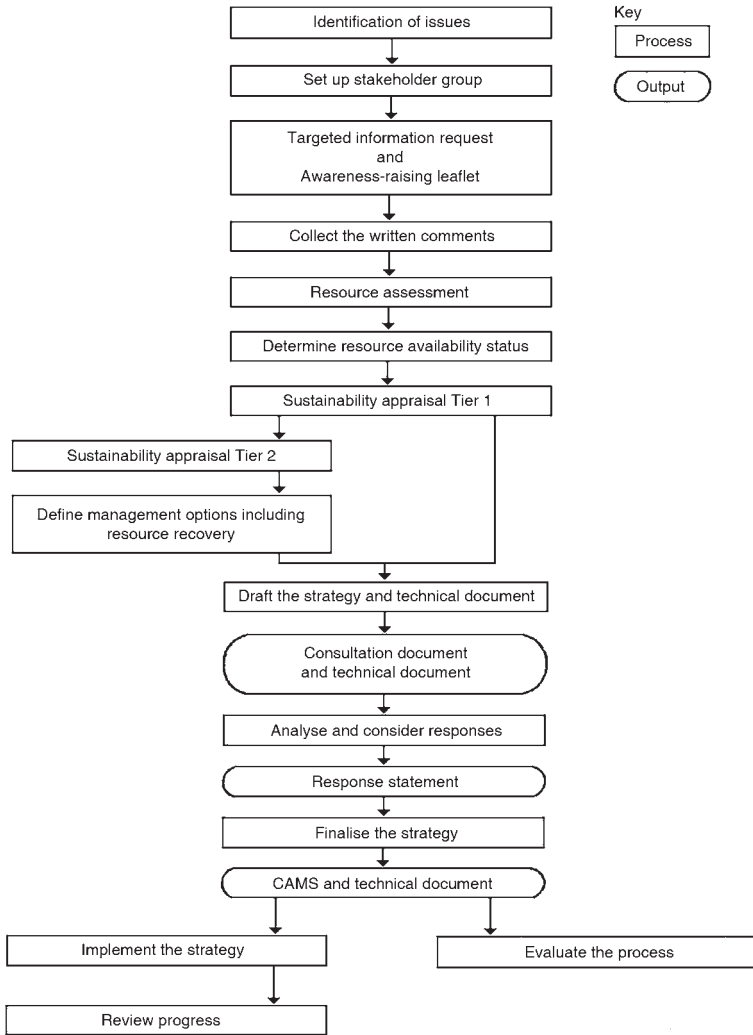 Identification of issues
Key
Process
Output
Set up stakeholder group
Targeted information request
and
Awareness-raising leaflet
Collect the written comments
Resource assessment
Determine resource availability status
Sustainability appraisal Tier 1
Sustainability appraisal Tier 2
Define management options including
resource recovery
Draft the strategy and technical document
Consultation document
and technical document
Analyse and consider responses
Response statement
Finalise the strategy
CAMS and technical document
Implement the strategy
Evaluate the process
Review progress